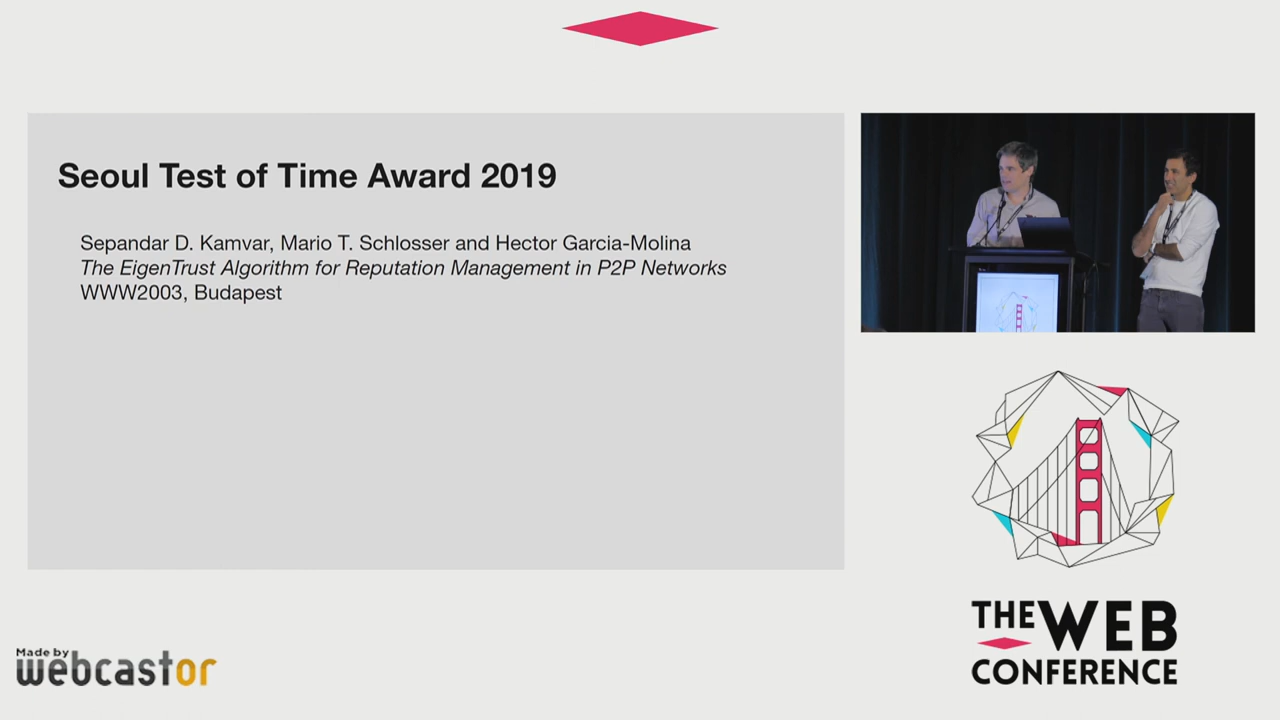 Seoul Test of Time Award 2019
Sepandar D. Kamvar, Mario T. Schlosser and Hector Garcia-Molina
The EigenTrust Algorithm for Reputation Management in P2P Networks
WWW2003, Budapest
THE WEB
CONFERENCE
Made by
webcastor